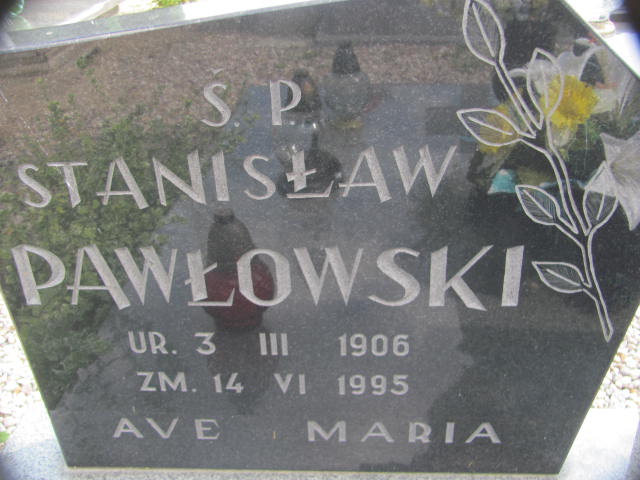 Ś. P.
STANISŁAW
PAWŁOWSKI
UR. 3 III 1906
ZM. 14 VI 1995
AVE MARIA